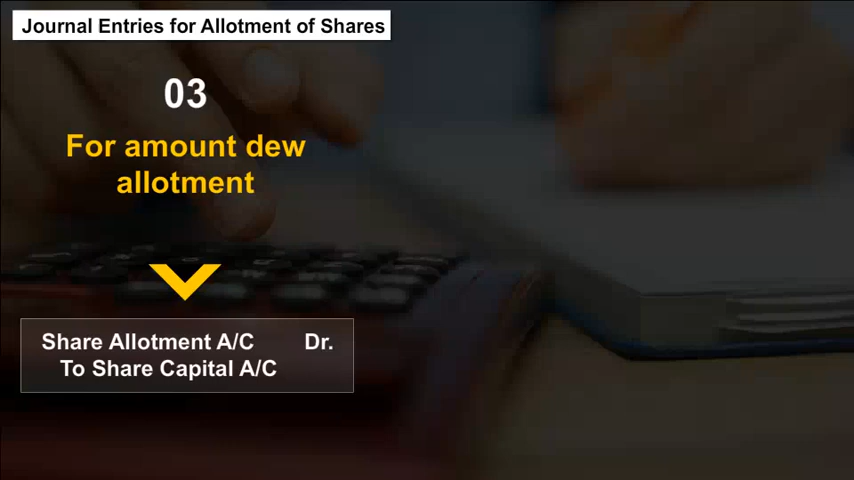 Journal Entries for Allotment of Shares
03
For amount dew
allotment
Share Allotment A/C Dr.
To Share Capital A/C